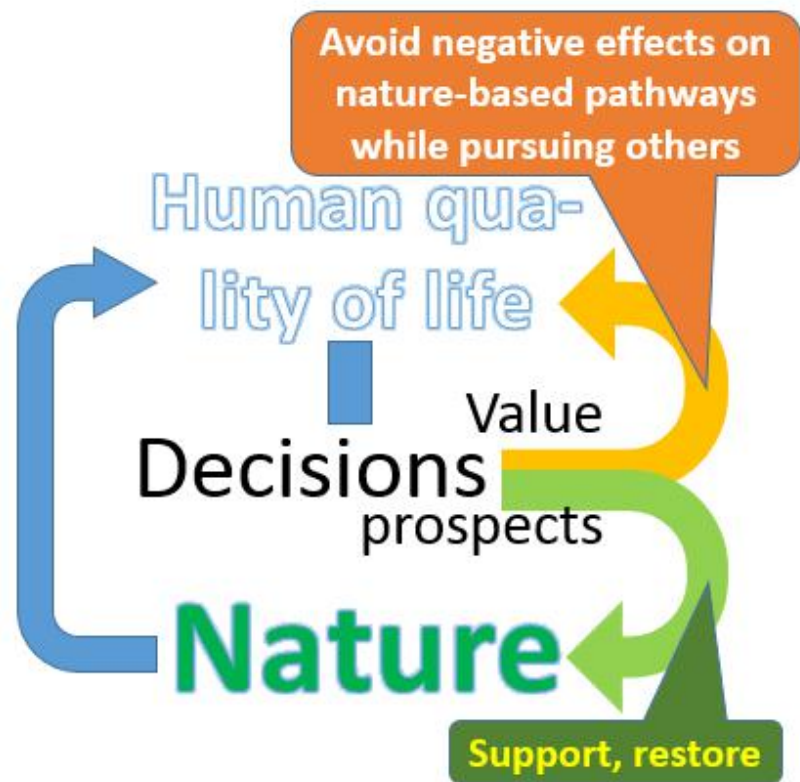 Avoid negative effects on
nature-based pathways
while pursuing others
Human qua-
lity of life
Value
Decisions
prospects
Nature
Support, restore